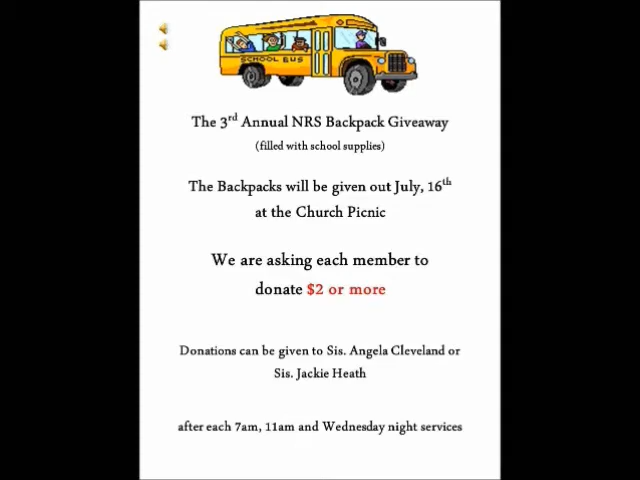 SCHOOL BUS
The 3rd Annual NRS Backpack Giveaway
(filled with school supplies)
The Backpacks will be given out July, 16th
at the Church Picnic
We are asking each member to
donate $2 or more
Donations can be given to Sis. Angela Cleveland or
Sis. Jackie Heath
after each 7am, 11am and Wednesday night services